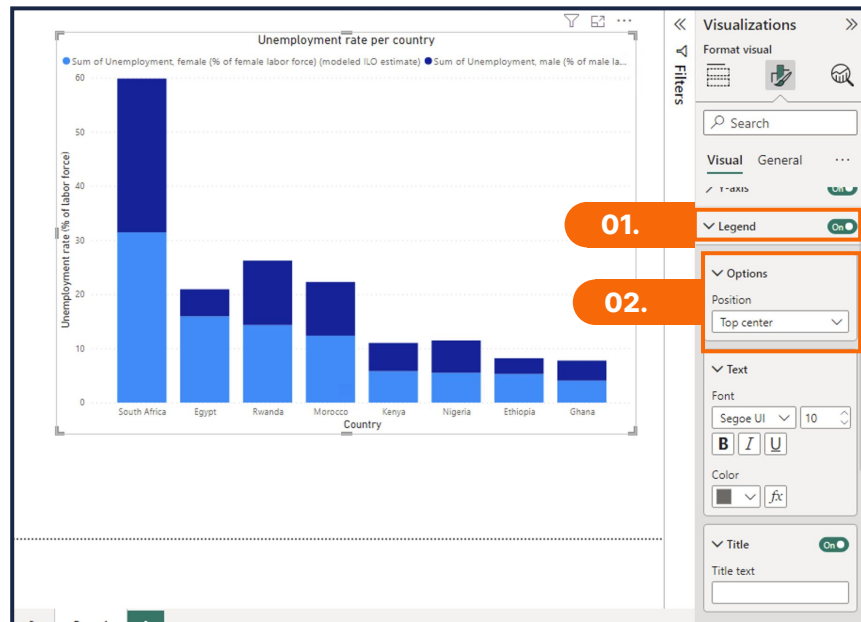 Unemployment rate per country
Sum of Unemployment, female (% of female labor force) (modeled ILO estimate) Sum of Unemployment, male (% of male la...
Unemployment rate (% of labor force)
60
50
40
30
20
10
0
South Africa Egypt Rwanda Morocco Kenya Nigeria Ethiopia Ghana
Country
Filters
Visualizations
Format visual
Search
Visual General
Y-axis On
01.
Legend On
02.
Options
Position
Top center
Text
Font
Segoe UI 10
B I U
Color
fx
Title On
Title text